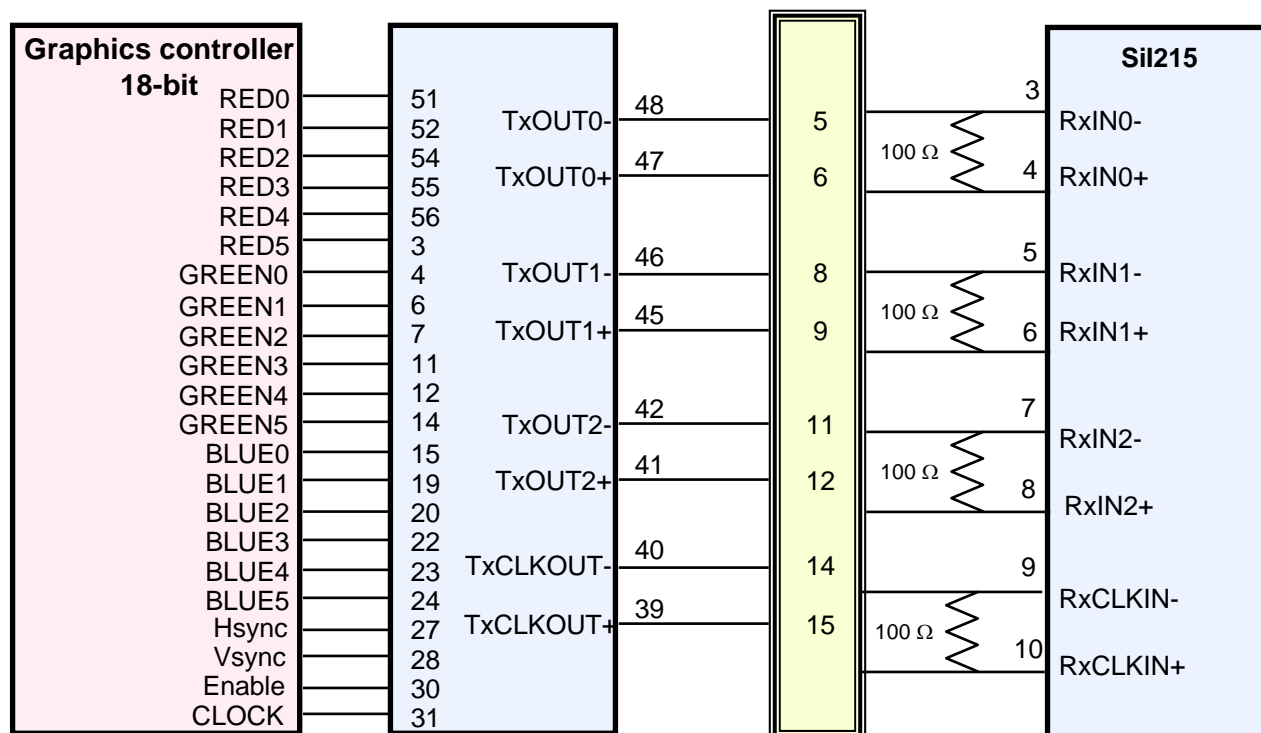 Graphics controller
18-bit
RED0
RED1
RED2
RED3
RED4
RED5
GREEN0
GREEN1
GREEN2
GREEN3
GREEN4
GREEN5
BLUE0
BLUE1
BLUE2
BLUE3
BLUE4
BLUE5
Hsync
Vsync
Enable
CLOCK
51
52
54
55
56
3
4
6
7
11
12
14
15
19
20
22
23
24
27
28
30
31
TxOUT0-
TxOUT0+
TxOUT1-
TxOUT1+
TxOUT2-
TxOUT2+
TxCLKOUT-
TxCLKOUT+
48
47
46
45
42
41
40
39
5
6
8
9
11
12
14
15
100 Ω
100 Ω
100 Ω
100 Ω
3
4
5
6
7
8
9
10
SiI215
RxIN0-
RxIN0+
RxIN1-
RxIN1+
RxIN2-
RxIN2+
RxCLKIN-
RxCLKIN+